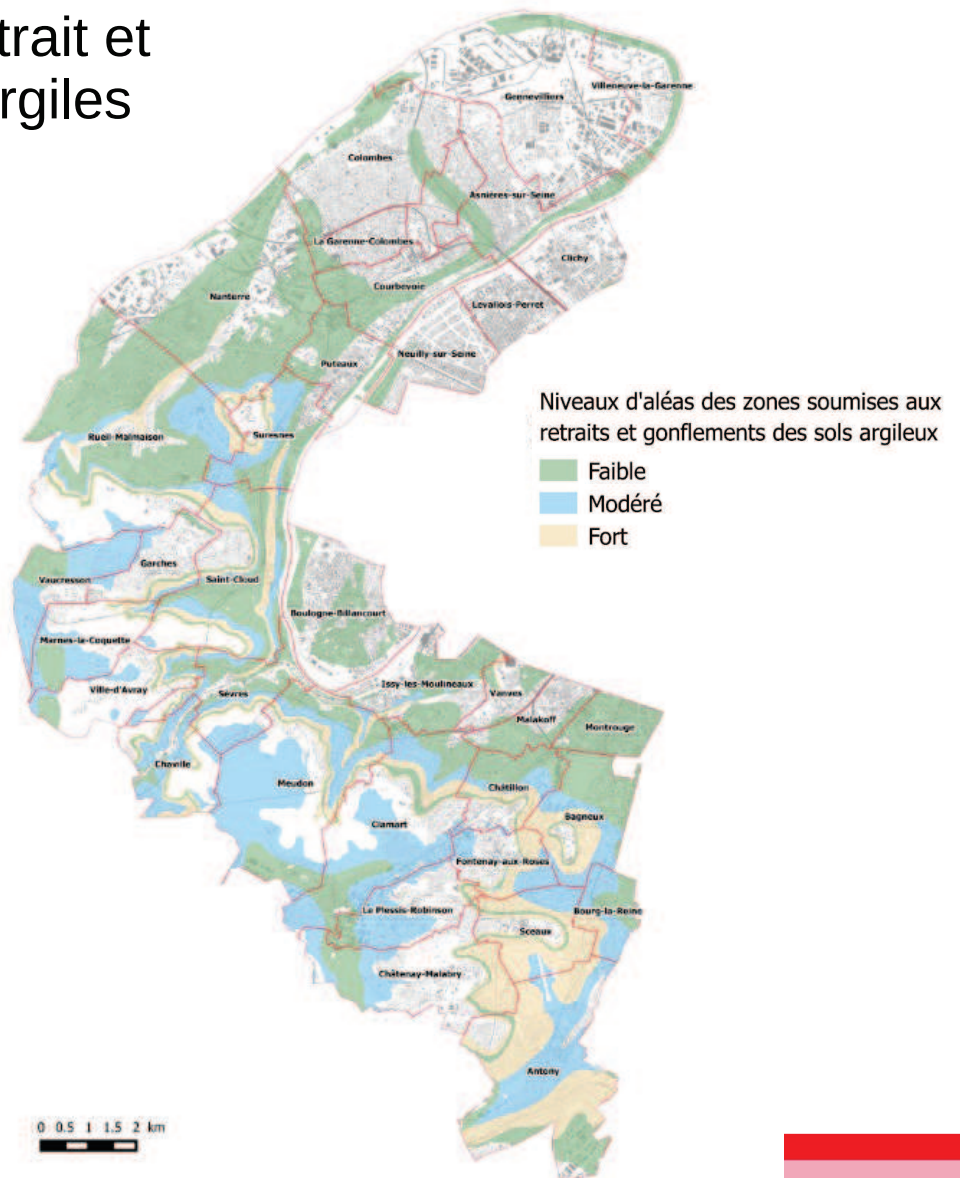 trait et
rgiles
Villeneuve-la-Garenne
Gennevilliers
Colombes
Asnières-sur-Seine
La Garenne-Colombes
Clichy
Courbevoie
Nanterre
Levallois-Perret
Neuilly-sur-Seine
Puteaux
Niveaux d'aléas des zones soumises aux
retraits et gonflements des sols argileux
Faible
Modéré
Fort
Rueil-Malmaison
Suresnes
Garches
Vaucresson
Saint-Cloud
Boulogne-Billancourt
Marnes-la-Coquette
Ville-d'Avray
Sèvres
Issy-les-Moulineaux
Vanves
Malakoff
Montrouge
Chaville
Meudon
Châtillon
Clamart
Bagneux
Fontenay-aux-Roses
Le Plessis-Robinson
Bourg-la-Reine
Sceaux
Châtenay-Malabry
Antony
0 0.5 1 1.5 2 km